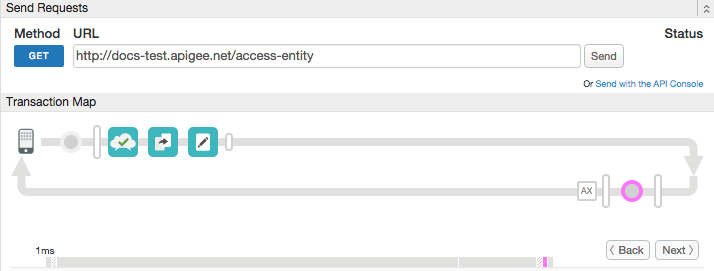 Send Requests
Method URL Status
GET http://docs-test.apigee.net/access-entity Send
Or Send with the API Console
Transaction Map
AX
1ms Back Next